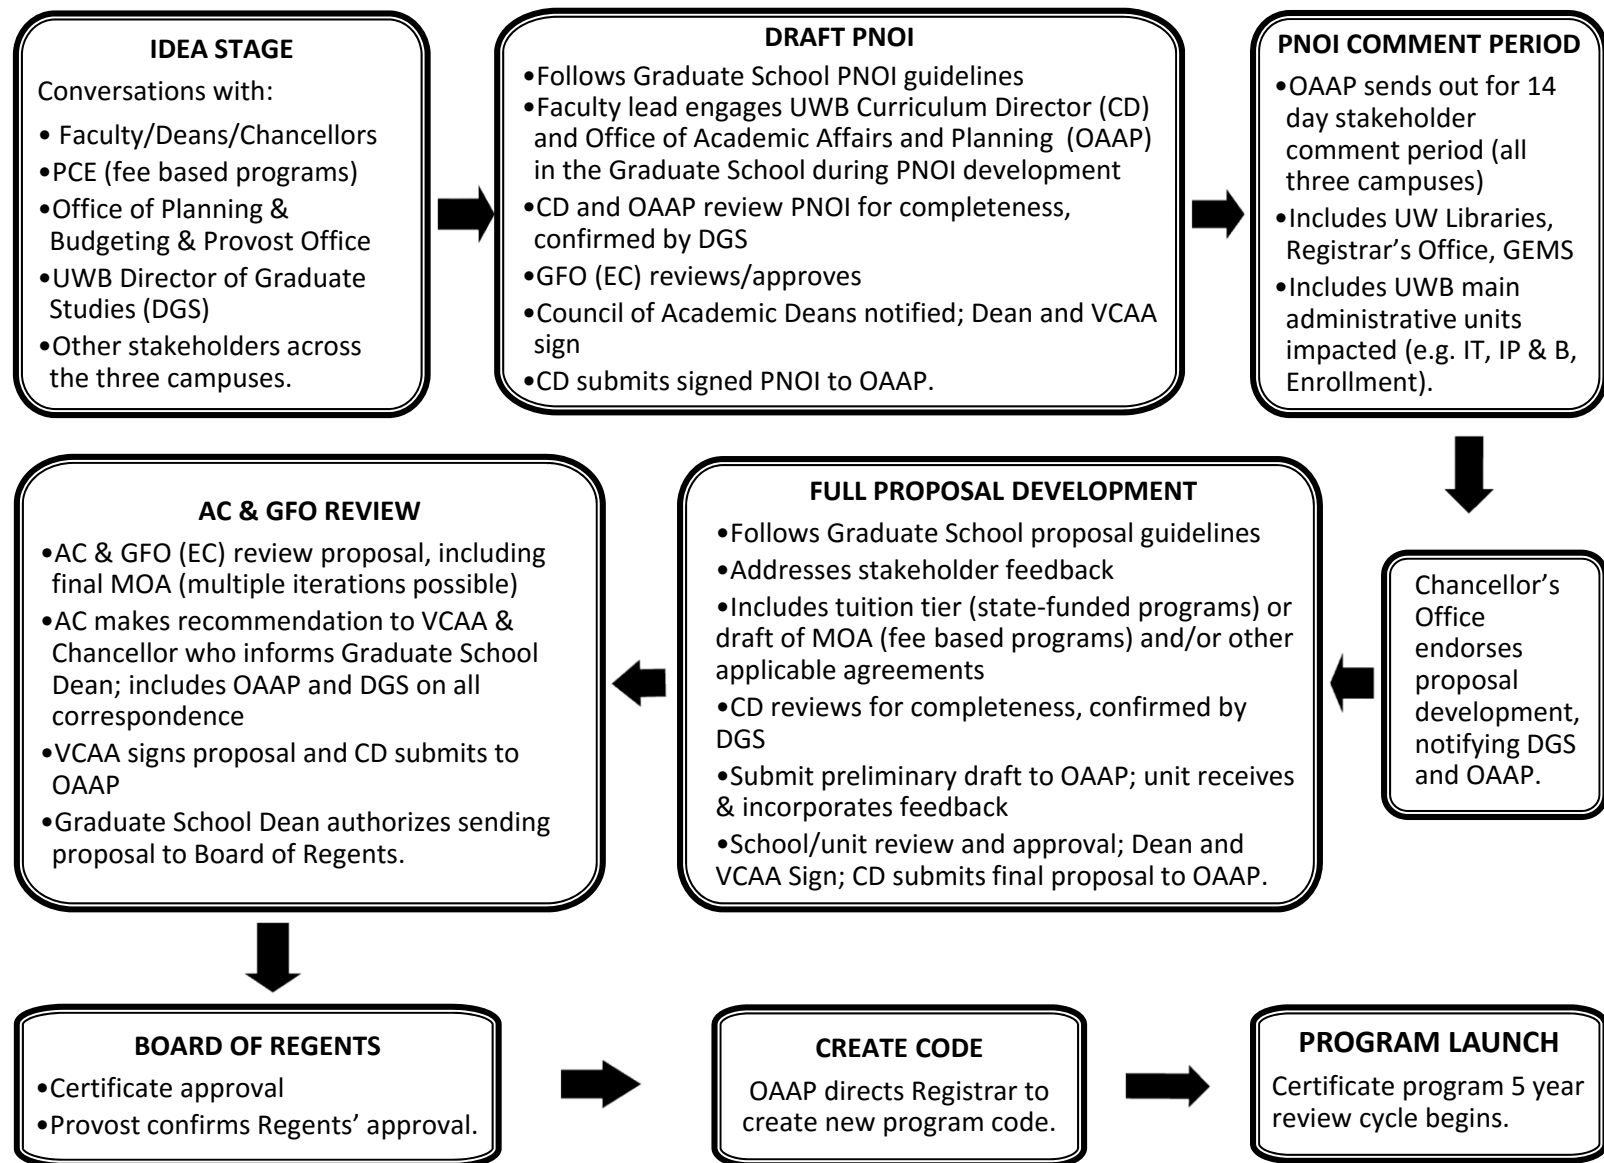 IDEA STAGE
Conversations with:
• Faculty/Deans/Chancellors
•PCE (fee based programs)
•Office of Planning &
Budgeting & Provost Office
•UWB Director of Graduate
Studies (DGS)
•Other stakeholders across
the three campuses.
DRAFT PNOI
•Follows Graduate School PNOI guidelines
•Faculty lead engages UWB Curriculum Director (CD)
and Office of Academic Affairs and Planning (OAAP)
in the Graduate School during PNOI development
•CD and OAAP review PNOI for completeness,
confirmed by DGS
•GFO (EC) reviews/approves
•Council of Academic Deans notified; Dean and VCAA
sign
•CD submits signed PNOI to OAAP.
PNOI COMMENT PERIOD
•OAAP sends out for 14
day stakeholder
comment period (all
three campuses)
•Includes UW Libraries,
Registrar's Office, GEMS
•Includes UWB main
administrative units
impacted (e.g. IT, IP & B,
Enrollment).
Chancellor's
Office
endorses
proposal
development,
notifying DGS
and OAAP.
FULL PROPOSAL DEVELOPMENT
•Follows Graduate School proposal guidelines
•Addresses stakeholder feedback
•Includes tuition tier (state-funded programs) or
draft of MOA (fee based programs) and/or other
applicable agreements
•CD reviews for completeness, confirmed by
DGS
•Submit preliminary draft to OAAP; unit receives
& incorporates feedback
•School/unit review and approval; Dean and
VCAA Sign; CD submits final proposal to OAAP.
AC & GFO REVIEW
•AC & GFO (EC) review proposal, including
final MOA (multiple iterations possible)
•AC makes recommendation to VCAA &
Chancellor who informs Graduate School
Dean; includes OAAP and DGS on all
correspondence
•VCAA signs proposal and CD submits to
OAAP
•Graduate School Dean authorizes sending
proposal to Board of Regents.
BOARD OF REGENTS
•Certificate approval
•Provost confirms Regents' approval.
CREATE CODE
OAAP directs Registrar to
create new program code.
PROGRAM LAUNCH
Certificate program 5 year
review cycle begins.